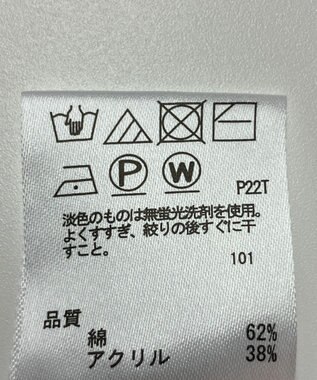 P W P22T
淡色のものは無蛍光洗剤を使用。
よくすすぎ、絞りの後すぐに干
すこと。
101
品質
綿 62%
アクリル 38%